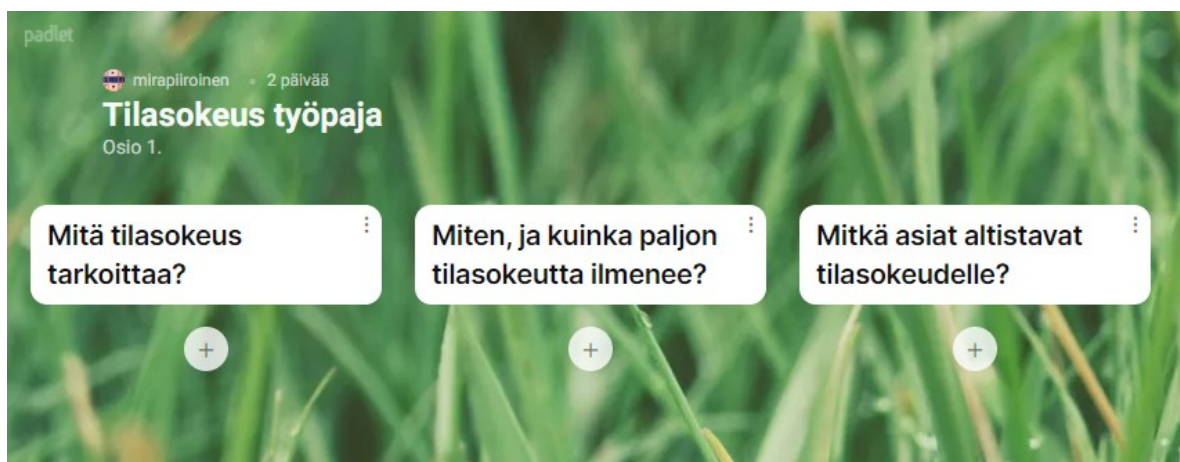 padlet
mirapiiroinen • 2 päivää
Tilasokeus työpaja
Osio 1.
Mitä tilasokeus
tarkoittaa?
Miten, ja kuinka paljon
tilasokeutta ilmenee?
Mitkä asiat altistavat
tilasokeudelle?